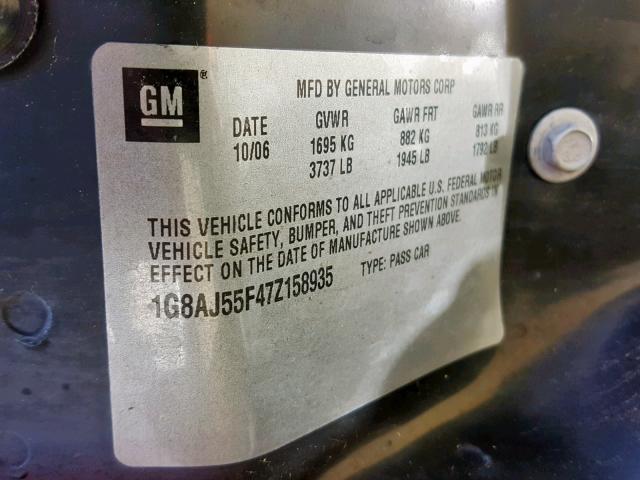 GM®
MFD BY GENERAL MOTORS CORP
DATE GVWR GAWR FRT GAWR RR
10/06 1695 KG 882 KG 813 KG
3737 LB 1945 LB 1792 LB
THIS VEHICLE CONFORMS TO ALL APPLICABLE U.S. FEDERAL MOTOR
VEHICLE SAFETY, BUMPER, AND THEFT PREVENTION STANDARDS IN
EFFECT ON THE DATE OF MANUFACTURE SHOWN ABOVE.
1G8AJ55F47Z158935 TYPE: PASS CAR